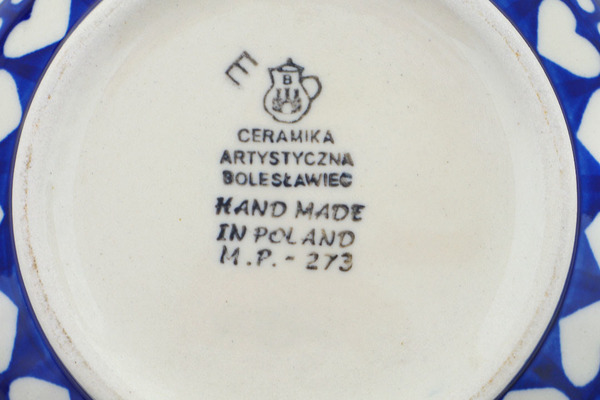 E
B
CERAMIKA
ARTYSTYCZNA
BOLESŁAWIEC
HAND MADE
IN POLAND
M.P. - 273